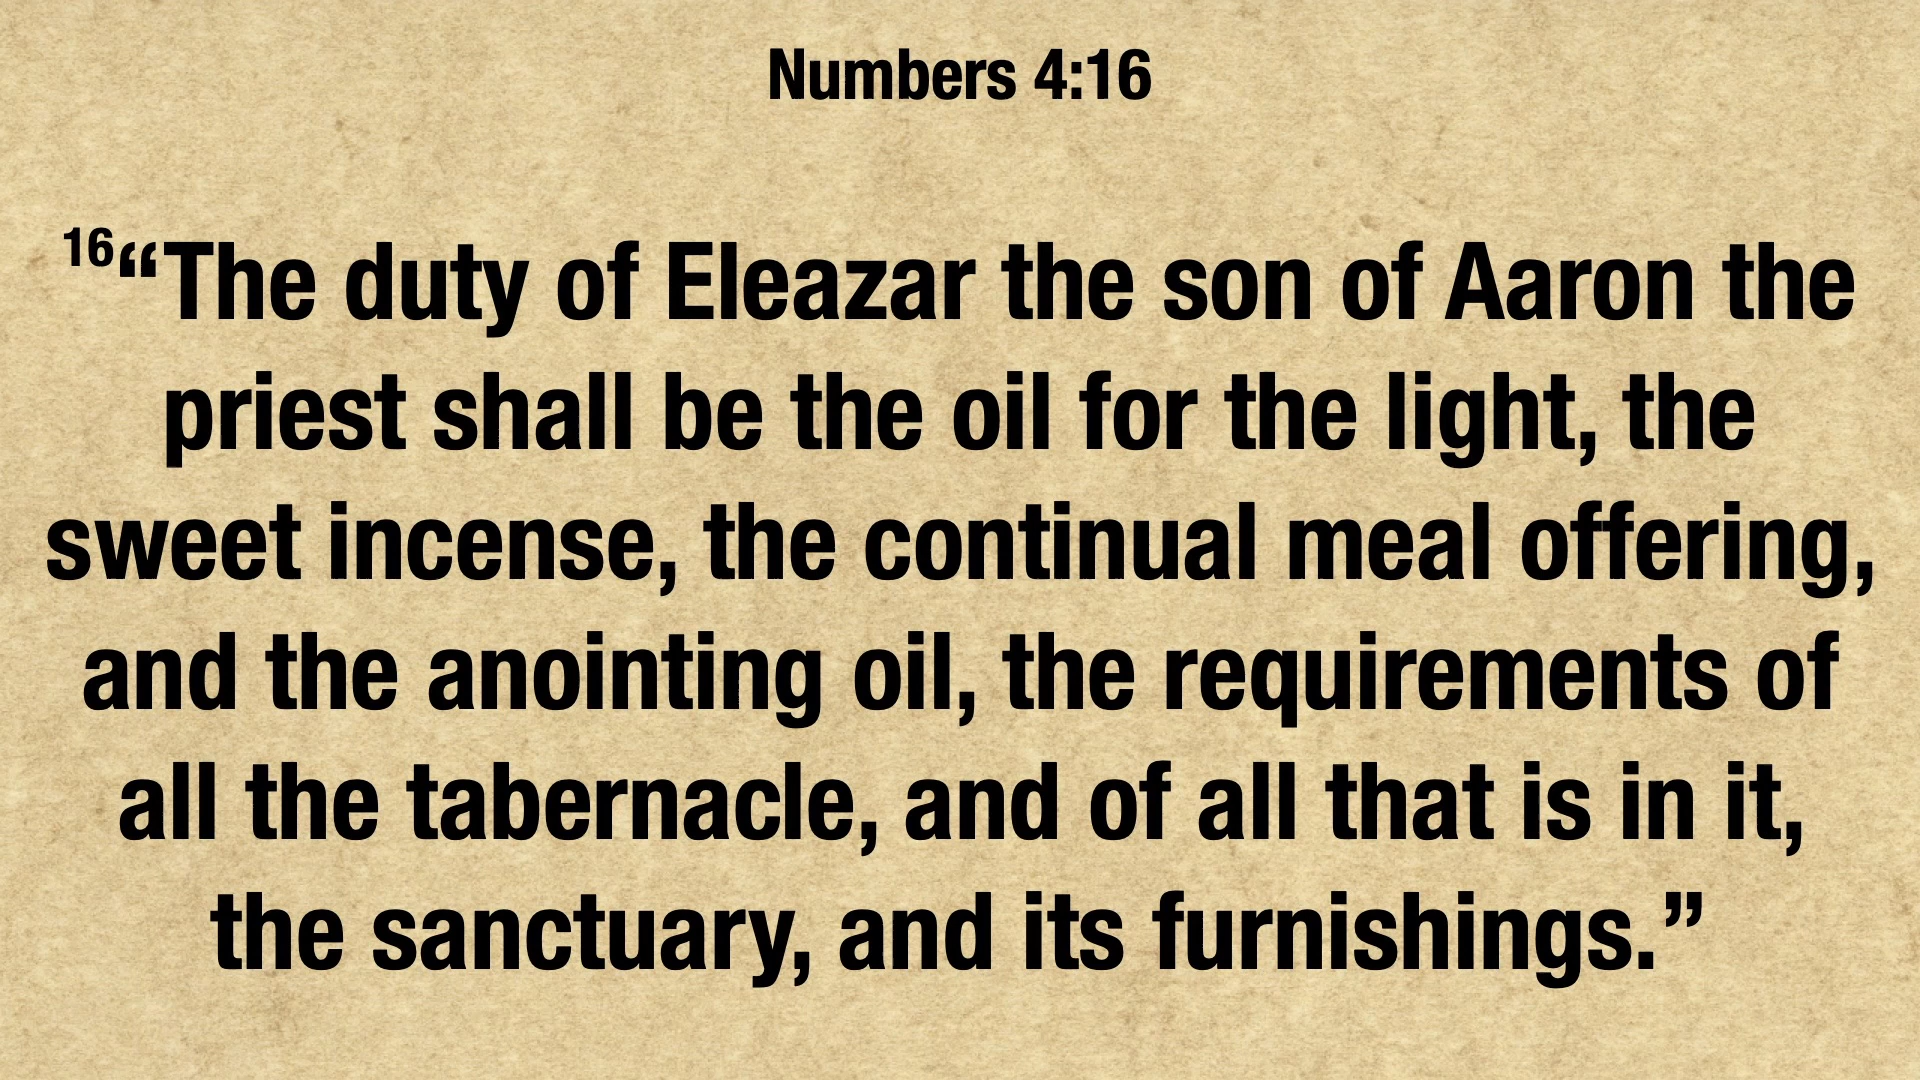 Numbers 4:16
16“The duty of Eleazar the son of Aaron the
priest shall be the oil for the light, the
sweet incense, the continual meal offering,
and the anointing oil, the requirements of
all the tabernacle, and of all that is in it,
the sanctuary, and its furnishings.”